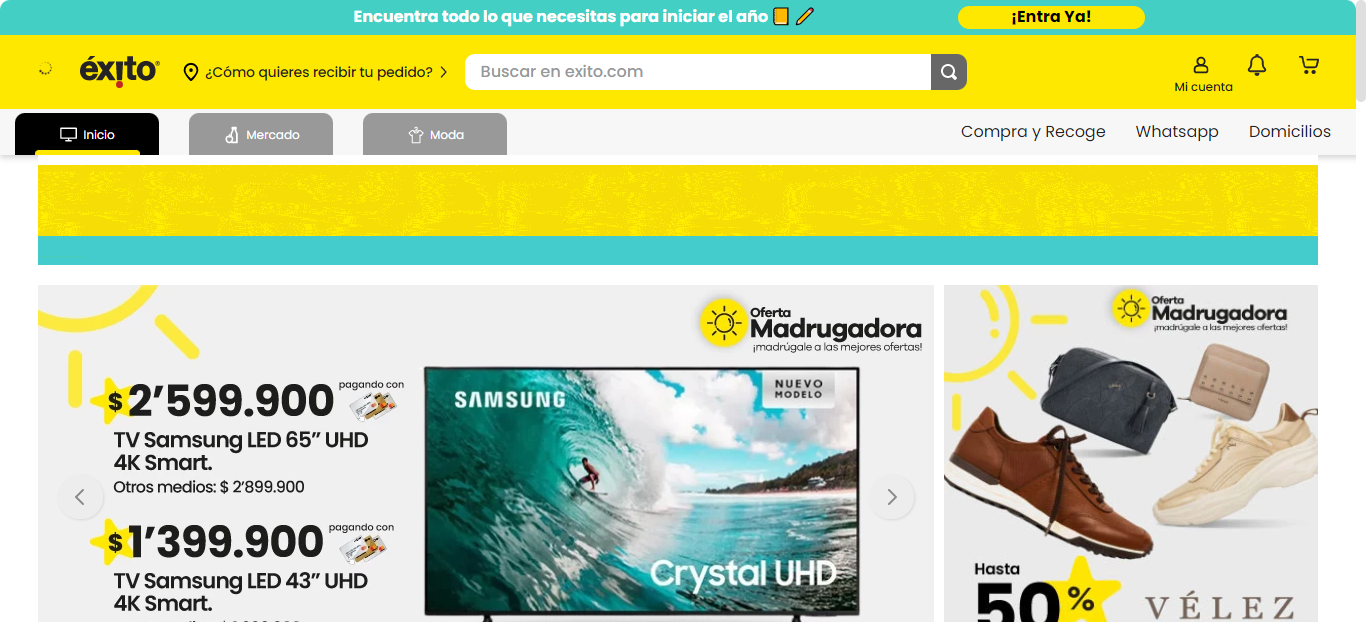 Encuentra todo lo que necesitas para iniciar el año
¡Entra Ya!
éxito
¿Cómo quieres recibir tu pedido?
Buscar en exito.com
Mi cuenta
Inicio
Mercado
Moda
Compra y Recoge
Whatsapp
Domicilios
Oferta
Madrugadora
¡madrúgale a las mejores ofertas!
$2’599.900
pagando con
TV Samsung LED 65” UHD
4K Smart.
Otros medios: $ 2’899.900
$1’399.900
pagando con
TV Samsung LED 43” UHD
4K Smart.
SAMSUNG
NUEVO
MODELO
Crystal UHD
Oferta
Madrugadora
¡madrúgale a las mejores ofertas!
Hasta
50%
VÉLEZ